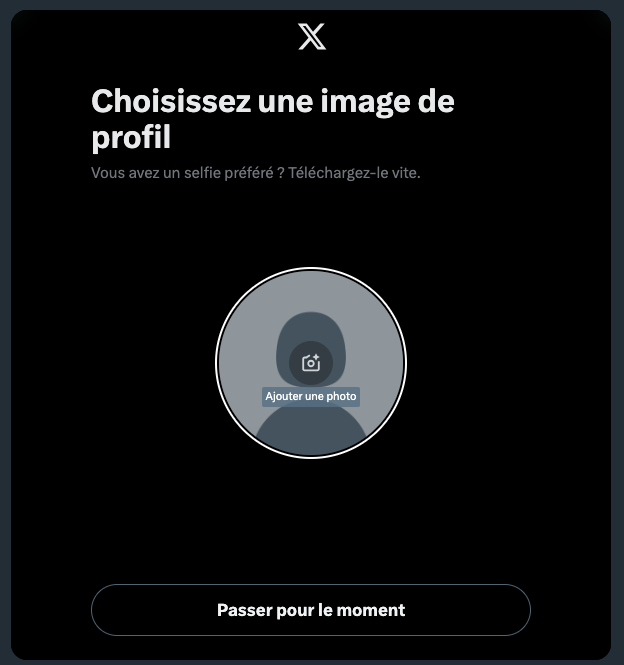 Choisissez une image de
profil
Vous avez un selfie préféré ? Téléchargez-le vite.
Ajouter une photo
Passer pour le moment